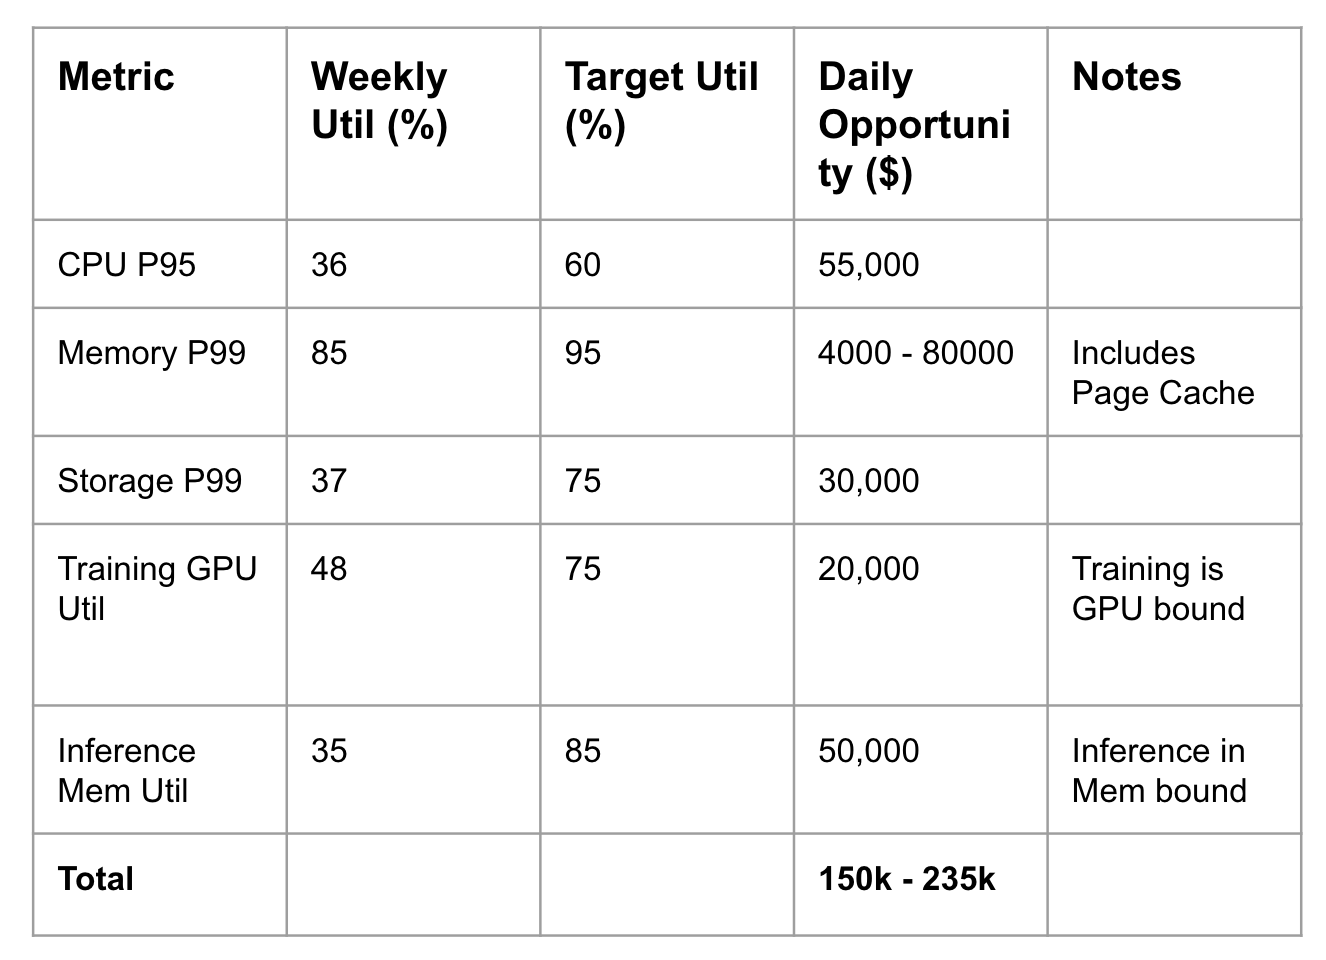 Metric
Weekly
Util (%)
Target Util
(%)
Daily
Opportuni
ty ($)
Notes
CPU P95
36
60
55,000
Memory P99
85
95
4000 - 80000
Includes
Page Cache
Storage P99
37
75
30,000
Training GPU
Util
48
75
20,000
Training is
GPU bound
Inference
Mem Util
35
85
50,000
Inference in
Mem bound
Total
150k - 235k